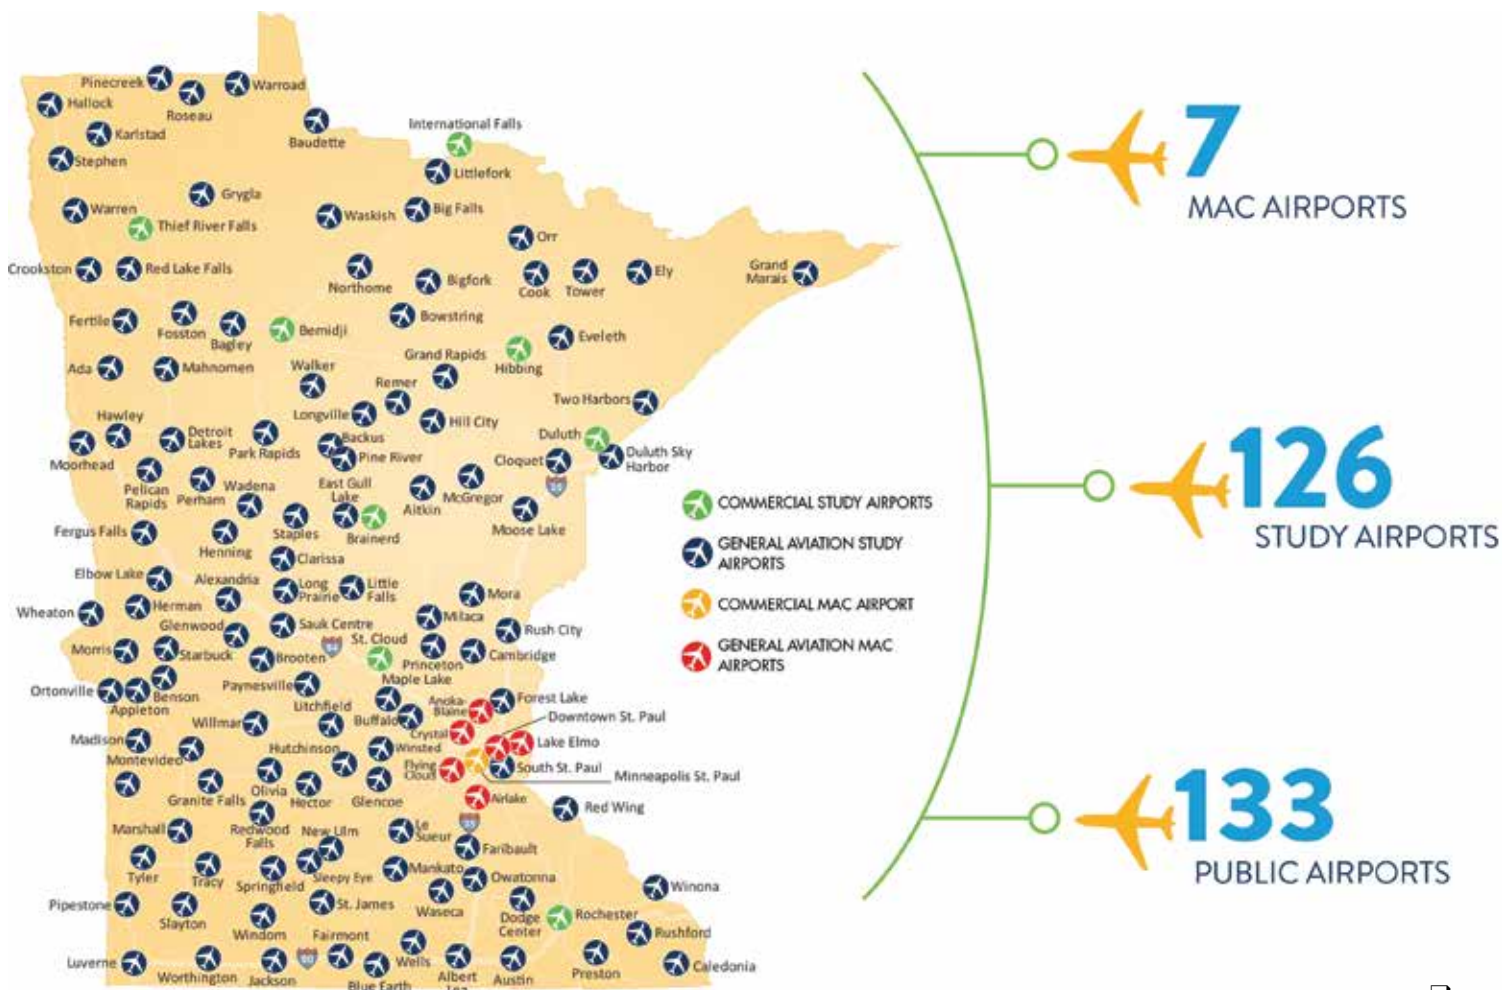 Pinecreek
Warroad
Hallock
Roseau
Karlstad
Baudette
International Falls
Stephen
Littlefork
Grygla
Warren
Waskish
Big Falls
Thief River Falls
Orr
Crookston
Red Lake Falls
Northome
Bigfork
Cook
Tower
Ely
Grand
Marais
Fertile
Fosston
Bagley
Bemidji
Bowstring
Eveleth
Grand Rapids
Hibbing
Ada
Mahnomen
Walker
Remer
Two Harbors
Hawley
Longville
Hill City
Moorhead
Detroit
Lakes
Park Rapids
Backus
Pine River
Duluth
Duluth Sky
Harbor
Cloquet
35
Pelican
Rapids
Perham
Wadena
East Gull
Lake
Aitkin
McGregor
Moose Lake
Fergus Falls
Henning
Staples
Brainerd
Clarissa
Elbow Lake
Alexandria
Long
Prairie
Little
Falls
Mora
Wheaton
Herman
Glenwood
Sauk Centre
Milaca
Rush City
Morris
Starbuck
Brooten
94
St. Cloud
Princeton
Cambridge
Ortonville
Appleton
Benson
Paynesville
Maple Lake
Litchfield
Buffalo
Anoka-
Blaine
Forest Lake
Willmar
Crystal
Downtown St. Paul
Madison
Montevideo
Hutchinson
Winsted
Lake Elmo
Flying
Cloud
South St. Paul
Minneapolis St. Paul
Granite Falls
Olivia
Hector
Glencoe
Airlake
Red Wing
35
Marshall
Redwood
Falls
New Ulm
Le
Sueur
Faribault
Tyler
Tracy
Springfield
Sleepy Eye
Mankato
Owatonna
Winona
Pipestone
Slayton
Windom
St. James
Waseca
Dodge
Center
Rochester
Rushford
Luverne
Worthington
Jackson
90
Fairmont
Blue Earth
Wells
Albert
Lea
Austin
Preston
Caledonia
COMMERCIAL STUDY AIRPORTS
GENERAL AVIATION STUDY
AIRPORTS
COMMERCIAL MAC AIRPORT
GENERAL AVIATION MAC
AIRPORTS
7
MAC AIRPORTS
126
STUDY AIRPORTS
133
PUBLIC AIRPORTS